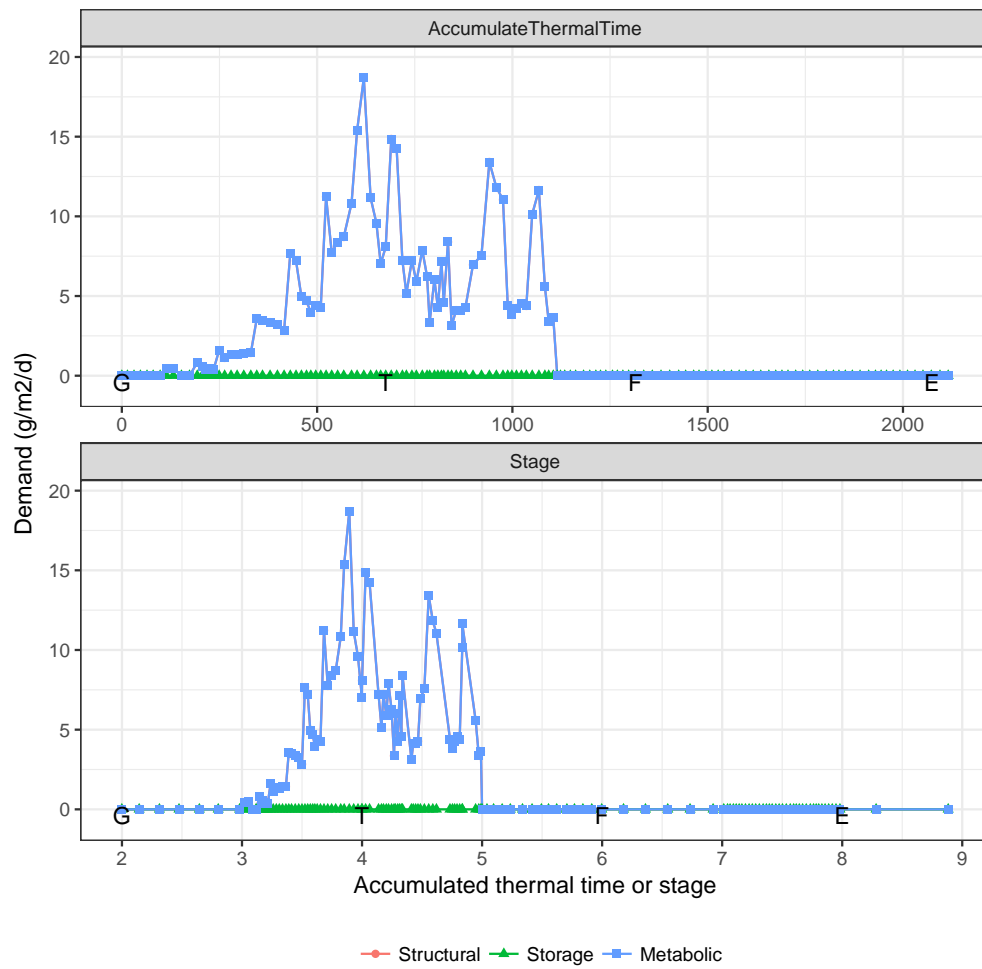 AccumulateThermalTime
20
15
10
5
0
G T F E
0 500 1000 1500 2000
Demand (g/m2/d)
Stage
20
15
10
5
0
G T F E
2 3 4 5 6 7 8 9
Accumulated thermal time or stage
Structural Storage Metabolic